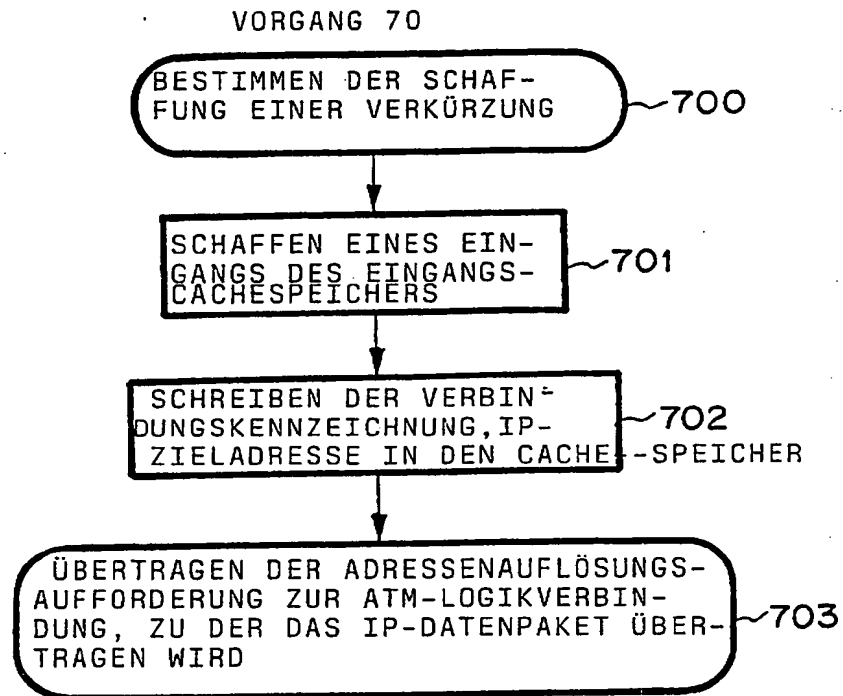 VORGANG 70
BESTIMMEN DER SCHAF-
FUNG EINER VERKÜRZUNG
700
SCHAFFEN EINES EIN-
GANGS DES EINGANGS-
CACHESPEICHERS
701
SCHREIBEN DER VERBIN-
DUNGSKENNZEICHNUNG,IP-
ZIELADRESSE IN DEN CACHE--SPEICHER
702
ÜBERTRAGEN DER ADRESSENAUFLÖSUNGS-
AUFFORDERUNG ZUR ATM-LOGIKVERBIN-
DUNG, ZU DER DAS IP-DATENPAKET ÜBER-
TRAGEN WIRD
703